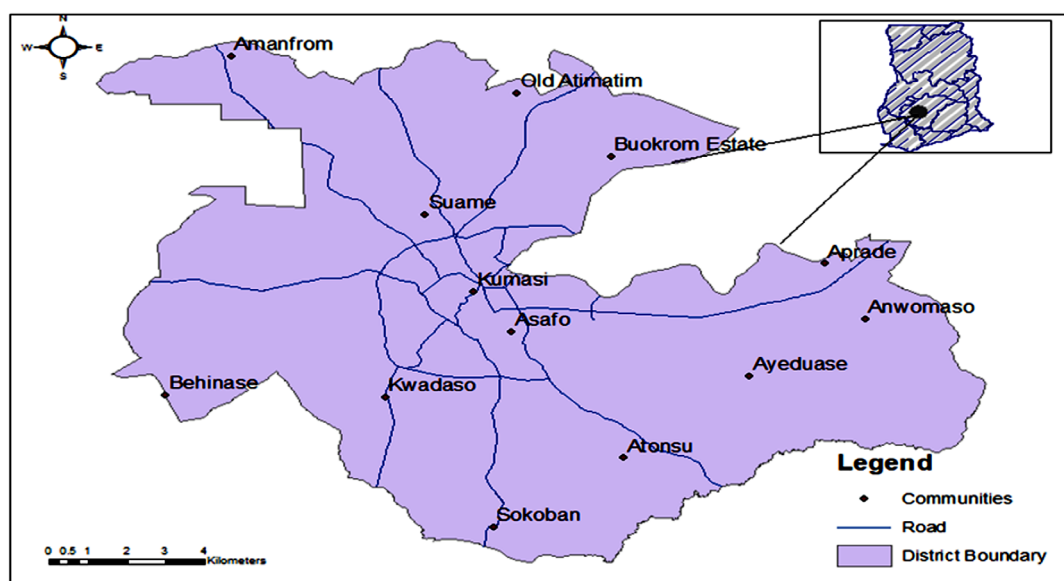 N
W E
S
Amanfrom
Old Atimatim
Buokrom Estate
Suame
Aprade
Kumasi
Anwomaso
Asafo
Ayeduase
Behinase
Kwadaso
Atonsu
Sokoban
Legend
Communities
Road
District Boundary
0 0.5 1 2 3 4
Kilometers